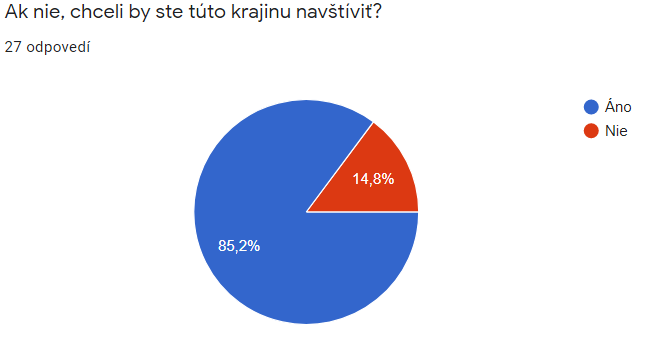 Ak nie, chceli by ste túto krajinu navštíviť?
27 odpovedí
Áno
Nie
14,8%
85,2%